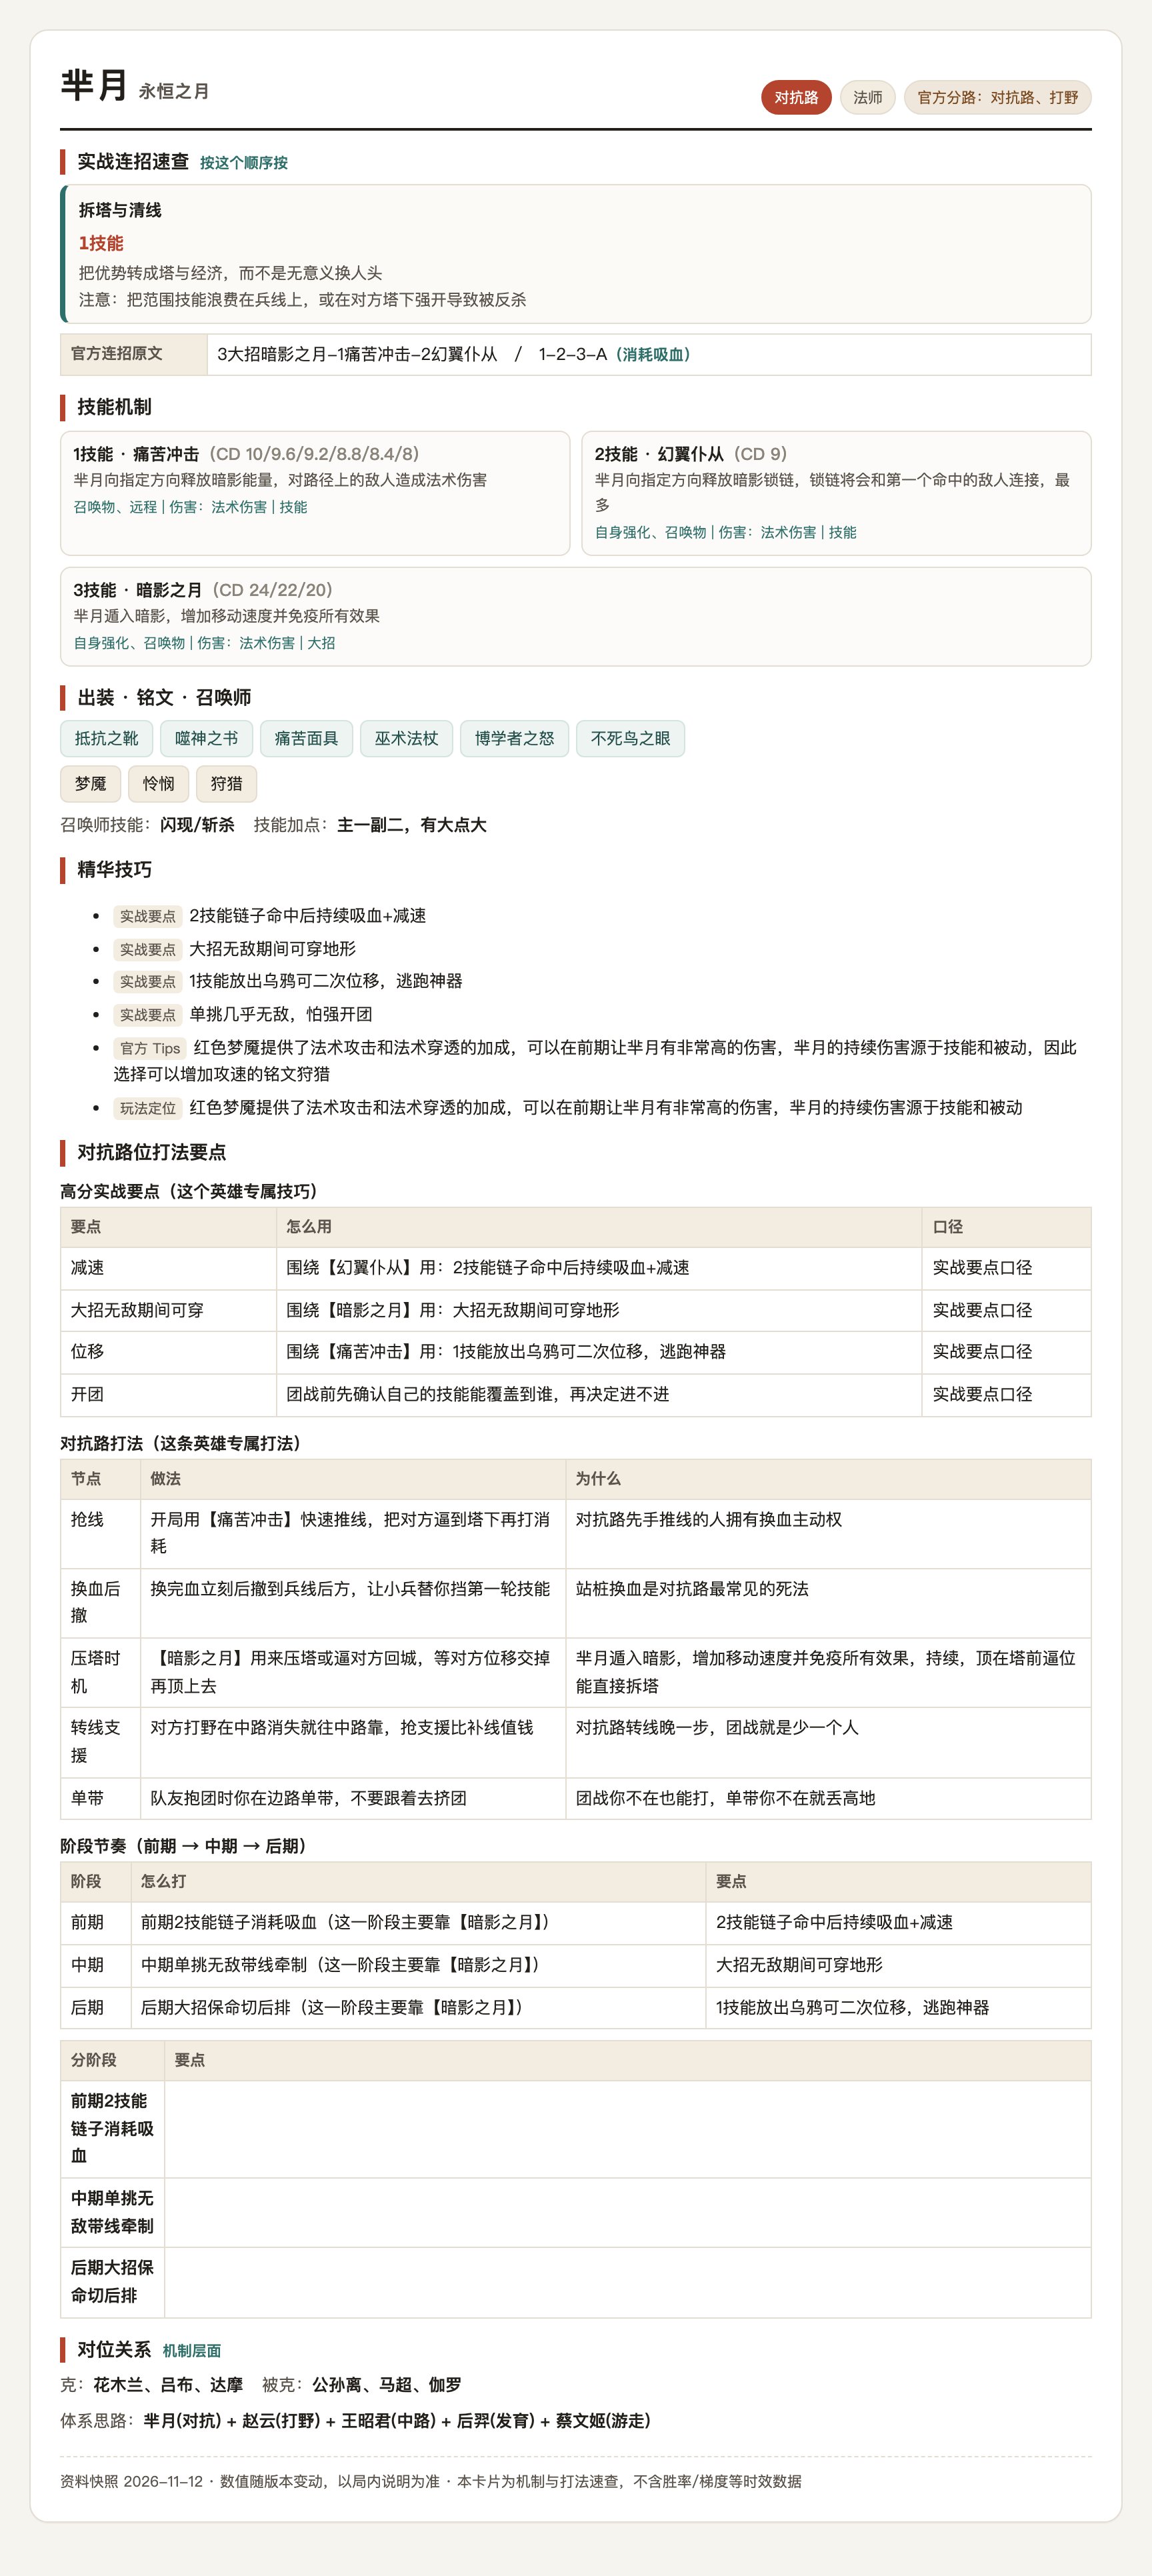 芈月 永恒之月
对抗路 法师 官方分路：对抗路、打野
实战连招速查 按这个顺序按
拆塔与清线
1技能
把优势转成塔与经济，而不是无意义换人头
注意：把范围技能浪费在兵线上，或在对方塔下强开导致被反杀
官方连招原文 3大招暗影之月-1痛苦冲击-2幻翼仆从 / 1-2-3-A（消耗吸血）
技能机制
1技能 · 痛苦冲击（CD 10/9.6/9.2/8.8/8.4/8）
芈月向指定方向释放暗影能量，对路径上的敌人造成法术伤害
召唤物、远程 | 伤害：法术伤害 | 技能
2技能 · 幻翼仆从（CD 9）
芈月向指定方向释放暗影锁链，锁链将会和第一个命中的敌人连接，最
多
自身强化、召唤物 | 伤害：法术伤害 | 技能
3技能 · 暗影之月（CD 24/22/20）
芈月遁入暗影，增加移动速度并免疫所有效果
自身强化、召唤物 | 伤害：法术伤害 | 大招
出装 · 铭文 · 召唤师
抵抗之靴 噬神之书 痛苦面具 巫术法杖 博学者之怒 不死鸟之眼
梦魇 怜悯 狩猎
召唤师技能：闪现/斩杀 技能加点：主一副二，有大点大
精华技巧
• 实战要点 2技能链子命中后持续吸血+减速
• 实战要点 大招无敌期间可穿地形
• 实战要点 1技能放出乌鸦可二次位移，逃跑神器
• 实战要点 单挑几乎无敌，怕强开团
• 官方 Tips 红色梦魇提供了法术攻击和法术穿透的加成，可以在前期让芈月有非常高的伤害，芈月的持续伤害源于技能和被动，因此
选择可以增加攻速的铭文狩猎
• 玩法定位 红色梦魇提供了法术攻击和法术穿透的加成，可以在前期让芈月有非常高的伤害，芈月的持续伤害源于技能和被动
对抗路位打法要点
高分实战要点（这个英雄专属技巧）
要点 怎么用 口径
减速 围绕【幻翼仆从】用：2技能链子命中后持续吸血+减速 实战要点口径
大招无敌期间可穿 围绕【暗影之月】用：大招无敌期间可穿地形 实战要点口径
位移 围绕【痛苦冲击】用：1技能放出乌鸦可二次位移，逃跑神器 实战要点口径
开团 团战前先确认自己的技能能覆盖到谁，再决定进不进 实战要点口径
对抗路打法（这条英雄专属打法）
节点 做法 为什么
抢线 开局用【痛苦冲击】快速推线，把对方逼到塔下再打消 对抗路先手推线的人拥有换血主动权
耗
换血后 换完血立刻后撤到兵线后方，让小兵替你挡第一轮技能 站桩换血是对抗路最常见的死法
撤
压塔时 【暗影之月】用来压塔或逼对方回城，等对方位移交掉 芈月遁入暗影，增加移动速度并免疫所有效果，持续，顶在塔前逼位
机 再顶上去 能直接拆塔
转线支 对方打野在中路消失就往中路靠，抢支援比补线值钱 对抗路转线晚一步，团战就是少一个人
援
单带 队友抱团时你在边路单带，不要跟着去挤团 团战你不在也能打，单带你不在就丢高地
阶段节奏（前期 → 中期 → 后期）
阶段 怎么打 要点
前期 前期2技能链子消耗吸血（这一阶段主要靠【暗影之月】） 2技能链子命中后持续吸血+减速
中期 中期单挑无敌带线牵制（这一阶段主要靠【暗影之月】） 大招无敌期间可穿地形
后期 后期大招保命切后排（这一阶段主要靠【暗影之月】） 1技能放出乌鸦可二次位移，逃跑神器
分阶段 要点
前期2技能
链子消耗吸
血
中期单挑无
敌带线牵制
后期大招保
命切后排
对位关系 机制层面
克：花木兰、吕布、达摩 被克：公孙离、马超、伽罗
体系思路：芈月(对抗) + 赵云(打野) + 王昭君(中路) + 后羿(发育) + 蔡文姬(游走)
资料快照 2026-11-12 · 数值随版本变动，以局内说明为准 · 本卡片为机制与打法速查，不含胜率/梯度等时效数据